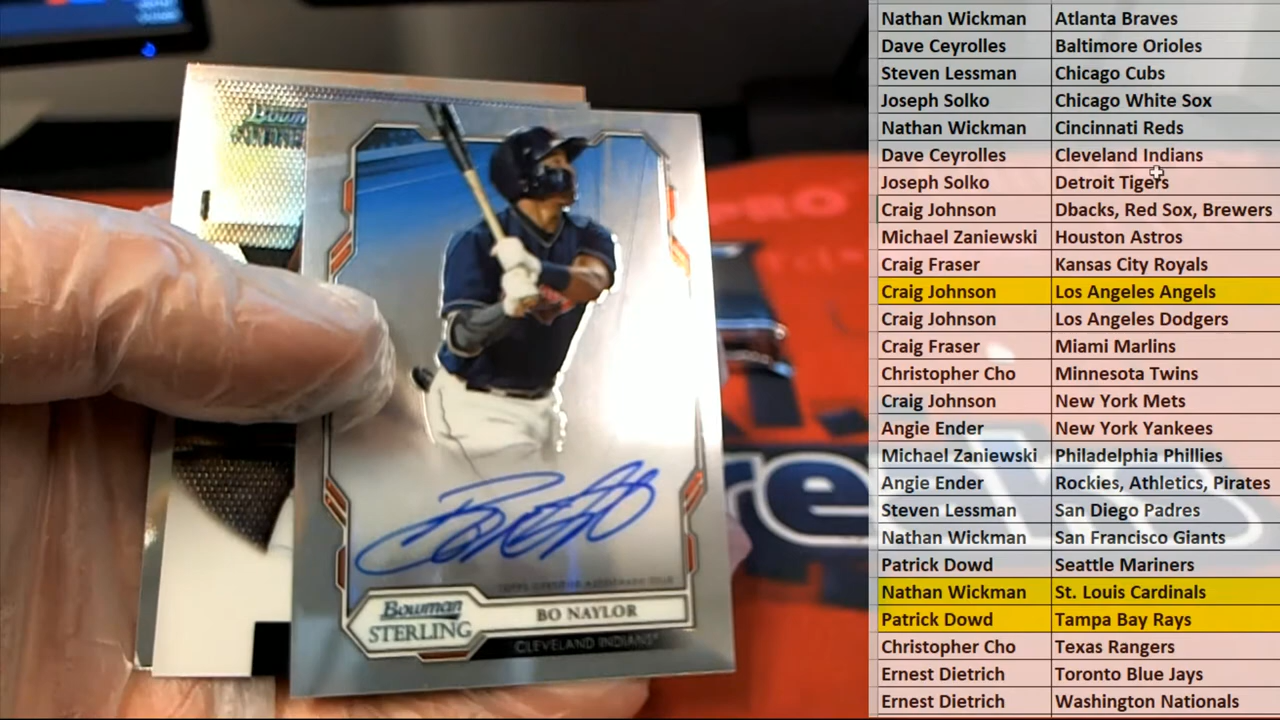 Bowman
STERLING
BO NAYLOR
CLEVELAND INDIANS
PRO
re
Nathan Wickman Atlanta Braves
Dave Ceyrolles Baltimore Orioles
Steven Lessman Chicago Cubs
Joseph Solko Chicago White Sox
Nathan Wickman Cincinnati Reds
Dave Ceyrolles Cleveland Indians
Joseph Solko Detroit Tigers
Craig Johnson Dbacks, Red Sox, Brewers
Michael Zaniewski Houston Astros
Craig Fraser Kansas City Royals
Craig Johnson Los Angeles Angels
Craig Johnson Los Angeles Dodgers
Craig Fraser Miami Marlins
Christopher Cho Minnesota Twins
Craig Johnson New York Mets
Angie Ender New York Yankees
Michael Zaniewski Philadelphia Phillies
Angie Ender Rockies, Athletics, Pirates
Steven Lessman San Diego Padres
Nathan Wickman San Francisco Giants
Patrick Dowd Seattle Mariners
Nathan Wickman St. Louis Cardinals
Patrick Dowd Tampa Bay Rays
Christopher Cho Texas Rangers
Ernest Dietrich Toronto Blue Jays
Ernest Dietrich Washington Nationals